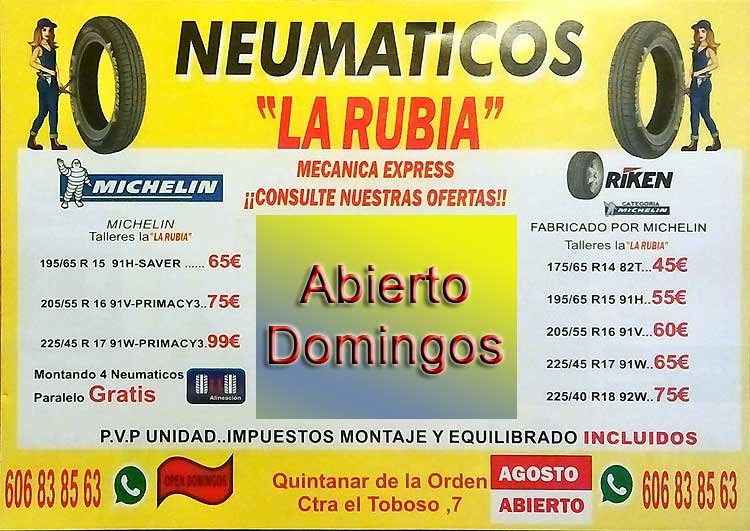 NEUMATICOS
"LA RUBIA"
MECANICA EXPRESS
¡¡CONSULTE NUESTRAS OFERTAS!!
MICHELIN
MICHELIN
Talleres la "LA RUBIA"
195/65 R 15 91H-SAVER ...... 65€
205/55 R 16 91V-PRIMACY3..75€
225/45 R 17 91W-PRIMACY3.99€
Montando 4 Neumaticos
Paralelo Gratis
Alineación
Abierto
Domingos
RIKEN
CATEGORIA
MICHELIN
FABRICADO POR MICHELIN
Talleres la "LA RUBIA"
175/65 R14 82T...45€
195/65 R15 91H..55€
205/55 R16 91V...60€
225/45 R17 91W..65€
225/40 R18 92W..75€
P.V.P UNIDAD..IMPUESTOS MONTAJE Y EQUILIBRADO INCLUIDOS
606 83 85 63
OPEN DOMINGOS
Quintanar de la Orden
Ctra el Toboso ,7
AGOSTO
ABIERTO
606 83 85 63